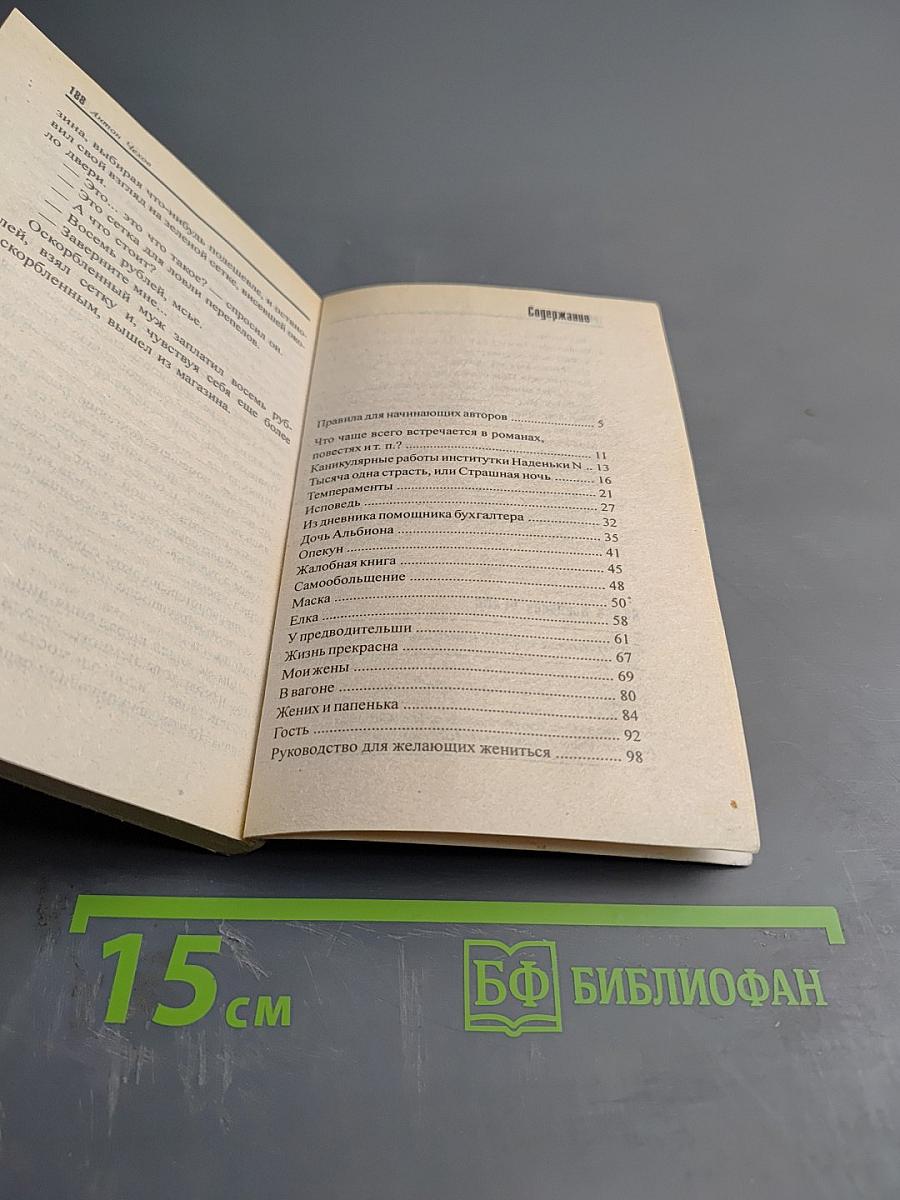 188 Антон Чехов
зина, выбирая что-нибудь подешевле, и остано-
вил свой взгляд на зеленой сетке, висевшей око-
ло двери.
— Это... это что такое? — спросил он.
— Это сетка для ловли перепелов.
— А что стоит?
— Восемь рублей, мсье.
— Заверните мне...
Оскорбленный муж заплатил восемь руб-
лей, взял сетку и, чувствуя себя еще более
скорбленным, вышел из магазина.
Содержание
Правила для начинающих авторов ........ 5
Что чаще всего встречается в романах,
повестях и т. п.? ........ 11
Каникулярные работы институтки Наденьки N ... 13
Тысяча одна страсть, или Страшная ночь ........ 16
Темпераменты ........ 21
Исповедь ........ 27
Из дневника помощника бухгалтера ........ 32
Дочь Альбиона ........ 35
Опекун ........ 41
Жалобная книга ........ 45
Самообольщение ........ 48
Маска ........ 50
Елка ........ 58
У предводительши ........ 61
Жизнь прекрасна ........ 67
Мои жены ........ 69
В вагоне ........ 80
Жених и папенька ........ 84
Гость ........ 92
Руководство для желающих жениться ........ 98
15 см
БФ БИБЛИОФАН